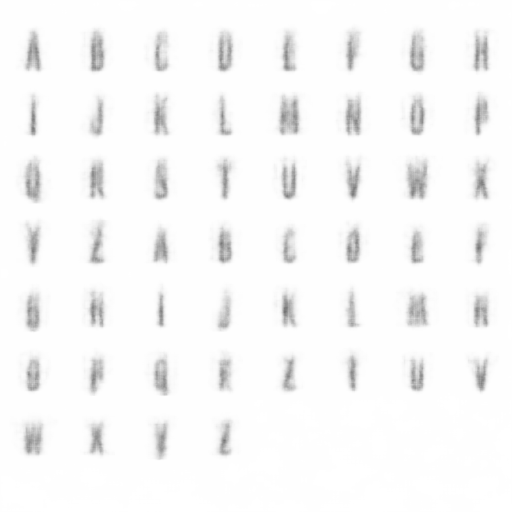 A B C D E F G H
I J K L M N O P
Q R S T U V W X
Y Z A B C D E F
G H I J K L M N
O P Q R Z T U V
W X Y Z